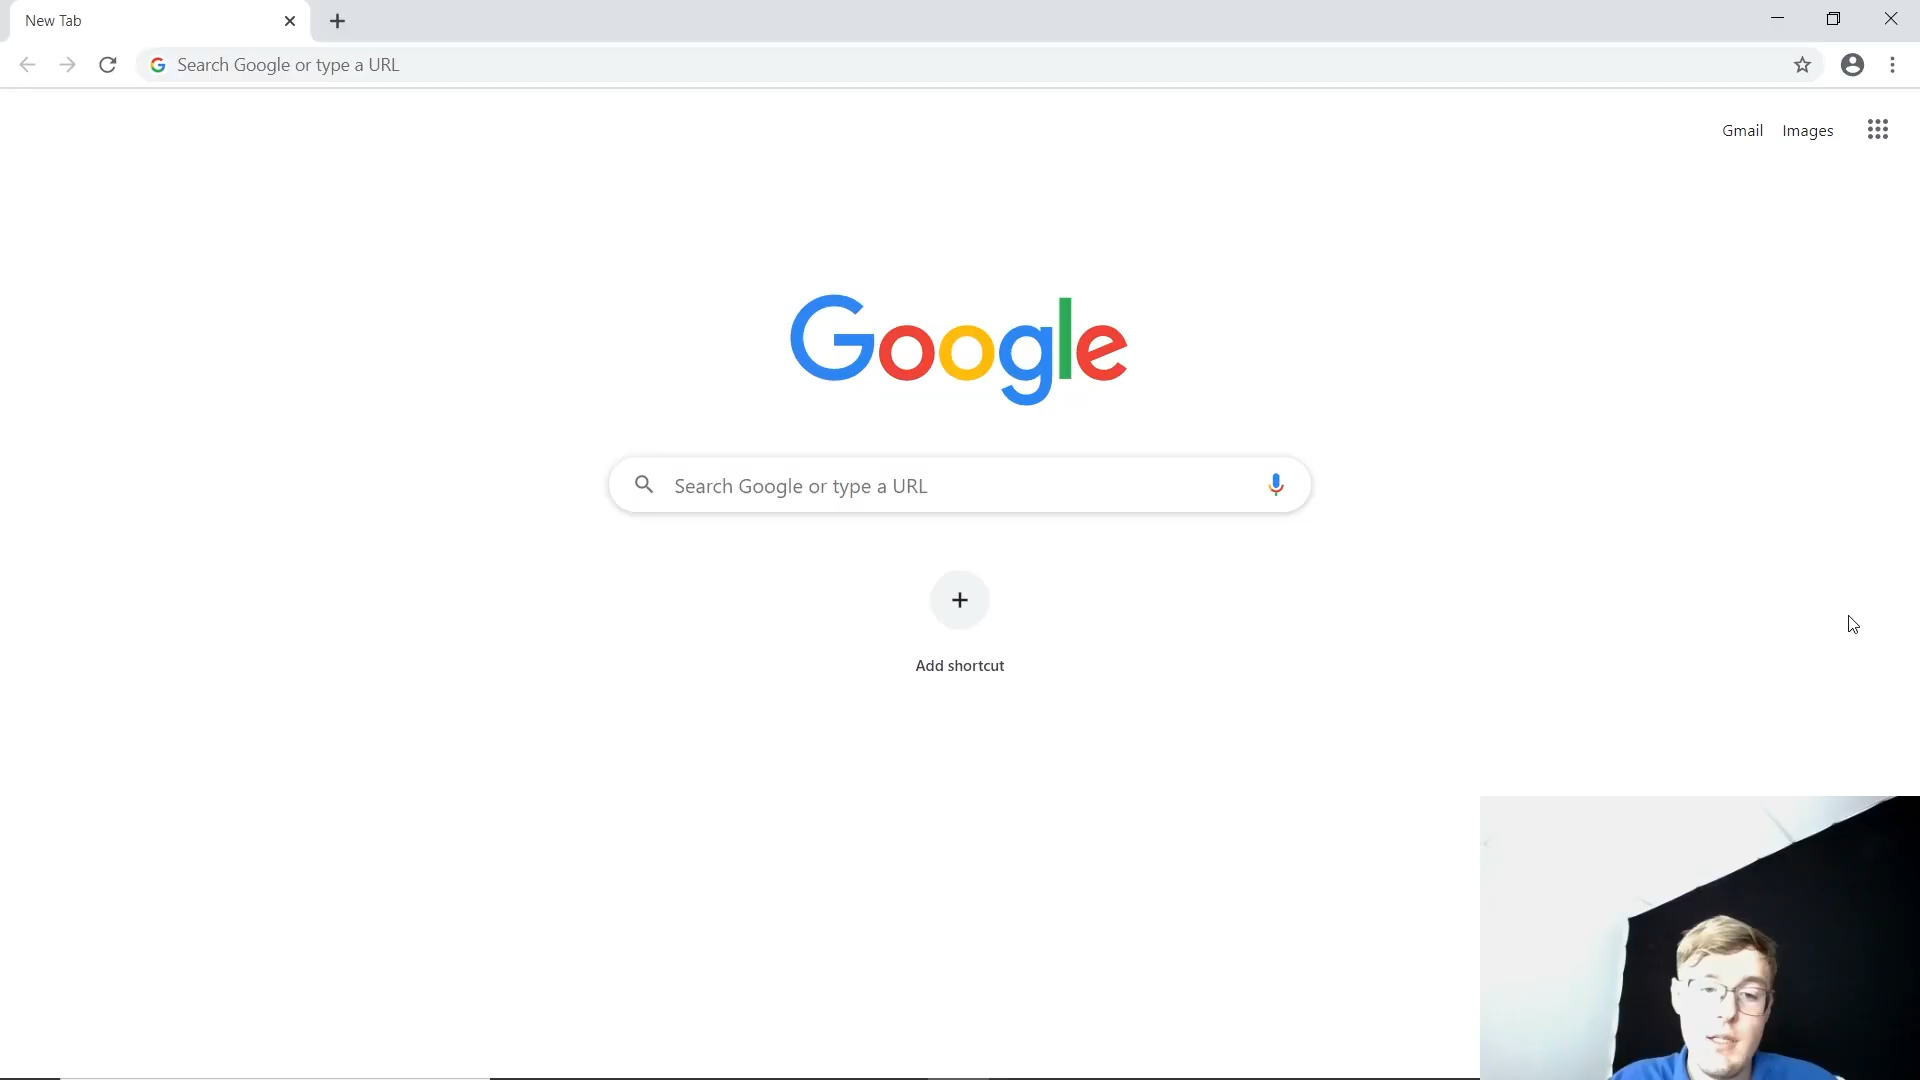 New Tab
Search Google or type a URL
Gmail Images
Google
Search Google or type a URL
Add shortcut